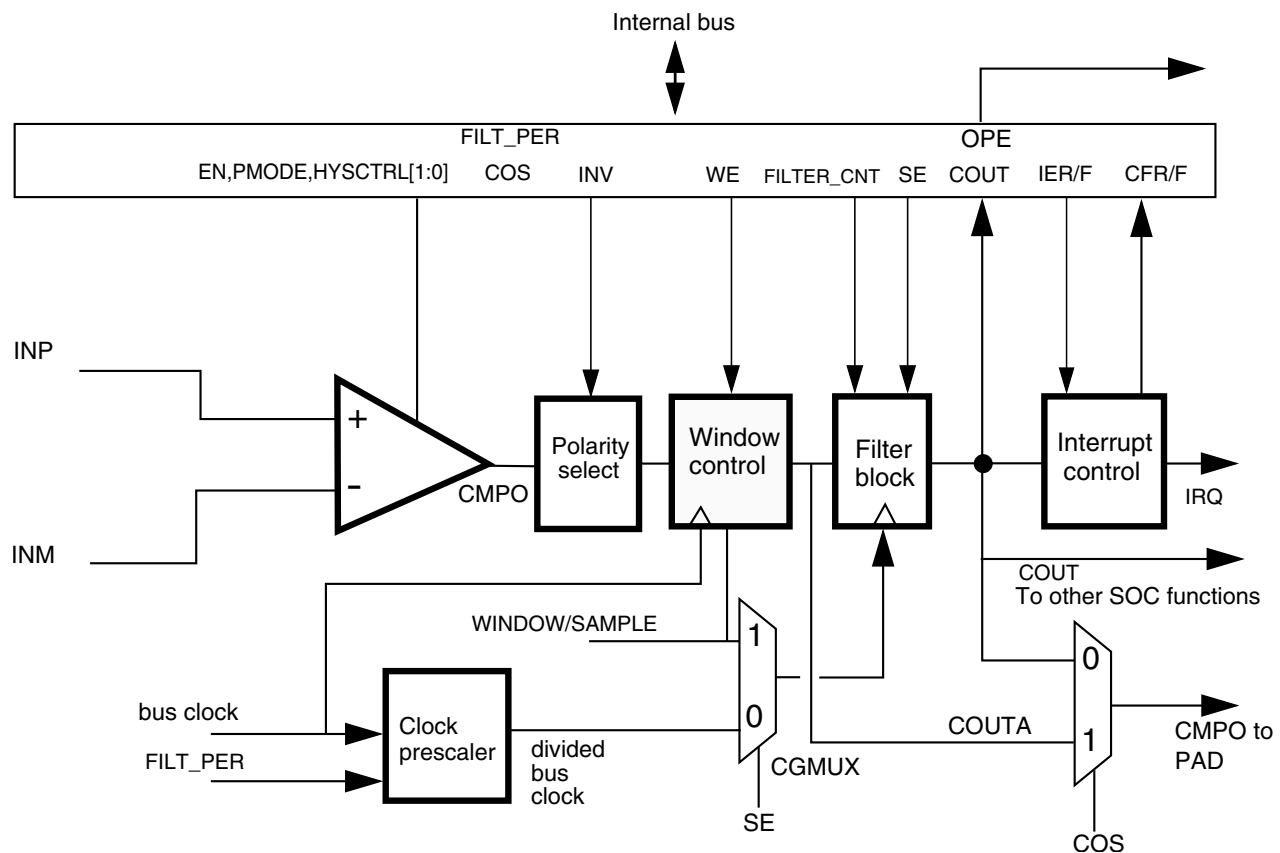 Internal bus
FILT_PER
OPE
EN,PMODE,HYSCTRL[1:0]
COS
INV
WE
FILTER_CNT
SE
COUT
IER/F
CFR/F
INP
+
-
INM
CMPO
Polarity
select
Window
control
Filter
block
Interrupt
control
IRQ
COUT
To other SOC functions
WINDOW/SAMPLE
1
0
CGMUX
SE
bus clock
FILT_PER
Clock
prescaler
divided
bus
clock
COUTA
0
1
CMPO to
PAD
COS